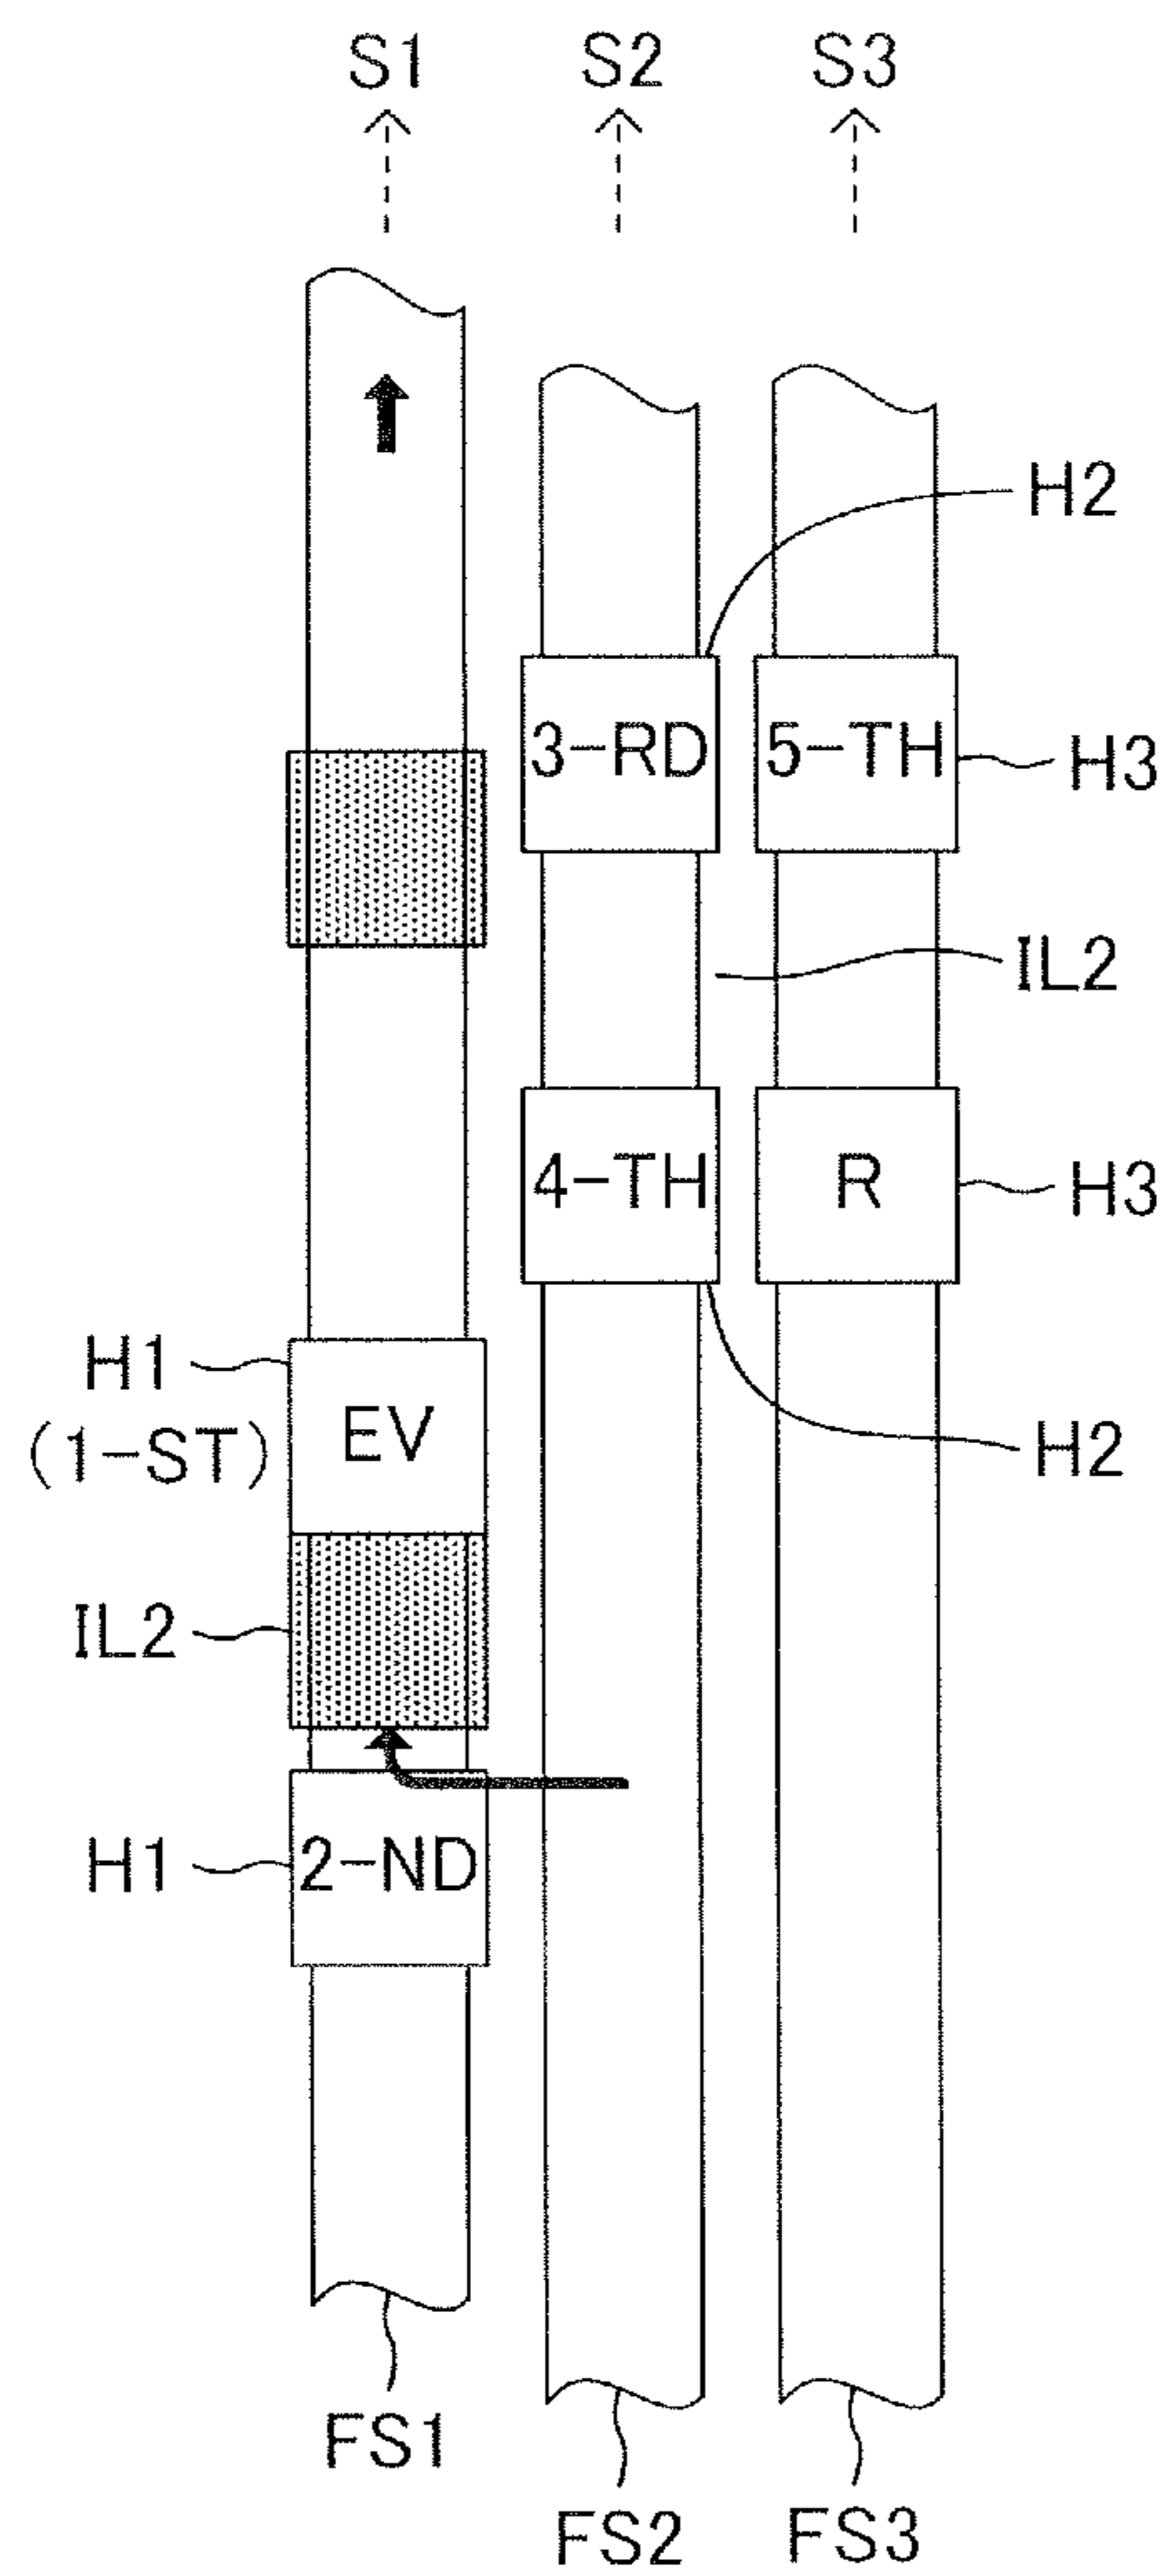 S1 S2 S3
H2
3-RD 5-TH H3
IL2
4-TH R H3
H1 EV
(1-ST)
H2
IL2
H1 2-ND
FS1
FS2 FS3